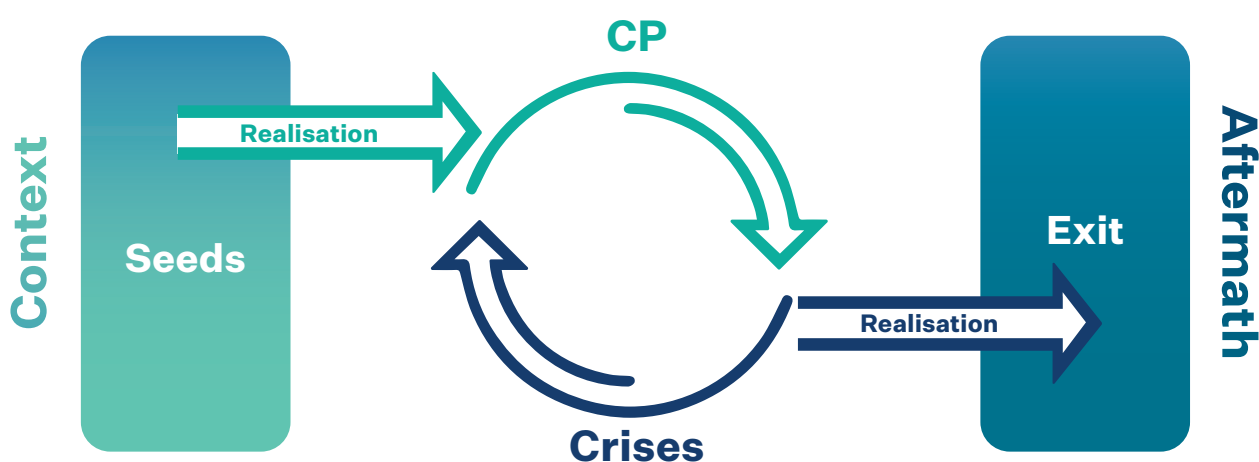 Context
Seeds
Realisation
CP
Crises
Realisation
Exit
Aftermath